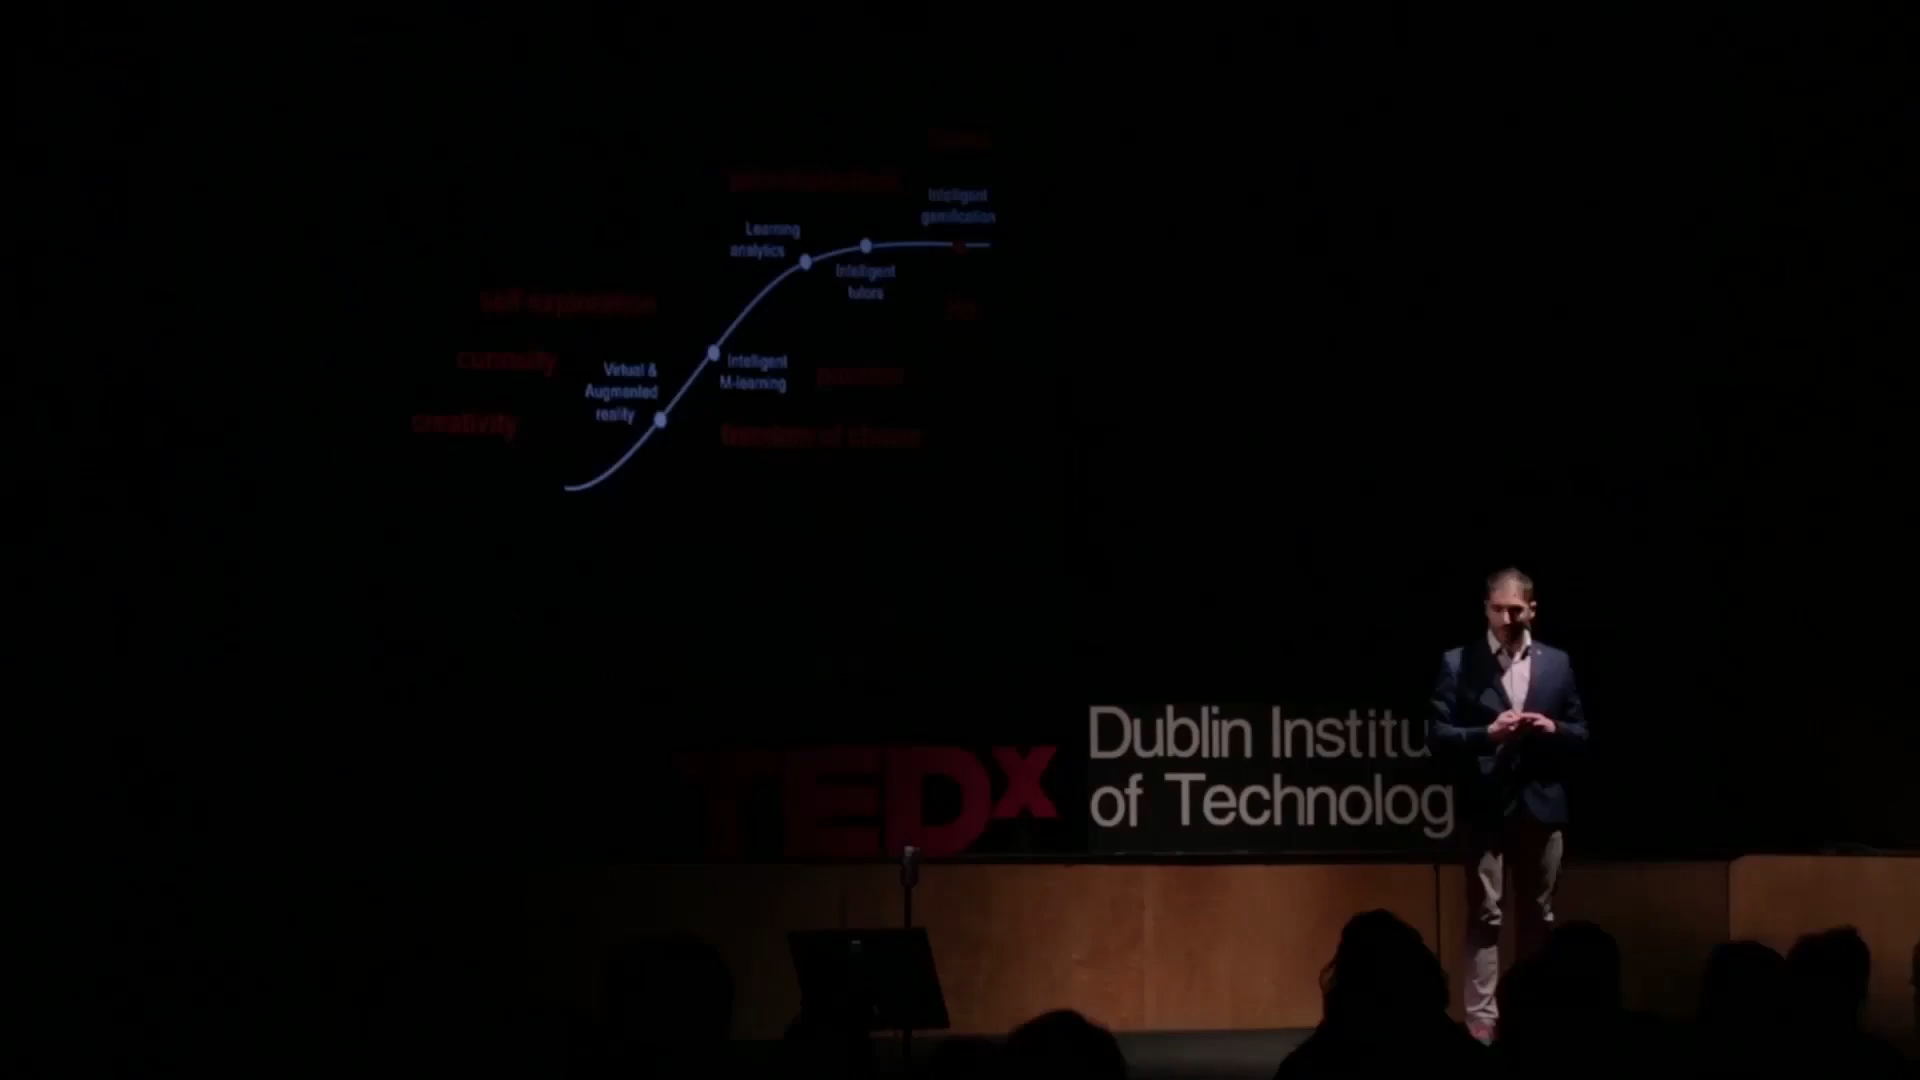 Intelligent
gamification
Learning
analytics
Intelligent
tutors
self-exploration
curiosity
Virtual &
Augmented
reality
Intelligent
M-learning
creativity
freedom of choice
TEDx
Dublin Institu
of Technolog